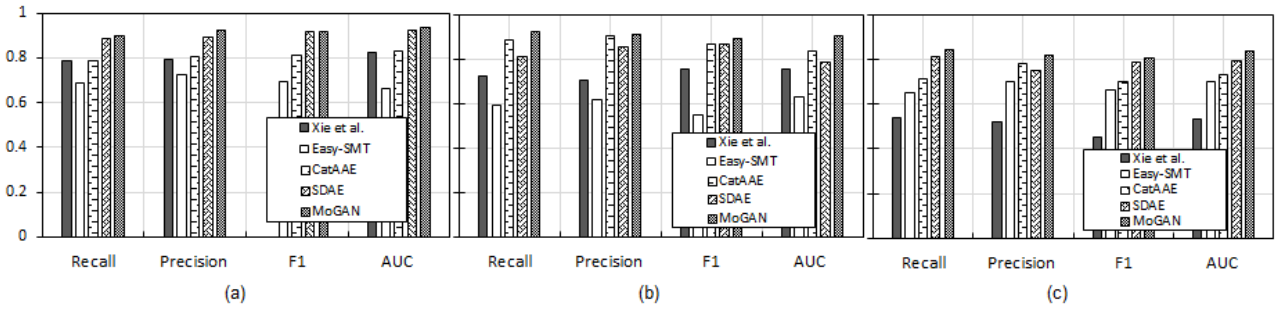 1
0.8
0.6
0.4
0.2
0
Xie et al.
Easy-SMT
CatAAE
SDAE
MoGAN
Recall Precision F1 AUC
(a)
Xie et al.
Easy-SMT
CatAAE
SDAE
MoGAN
Recall Precision F1 AUC
(b)
Xie et al.
Easy-SMT
CatAAE
SDAE
MoGAN
Recall Precision F1 AUC
(c)